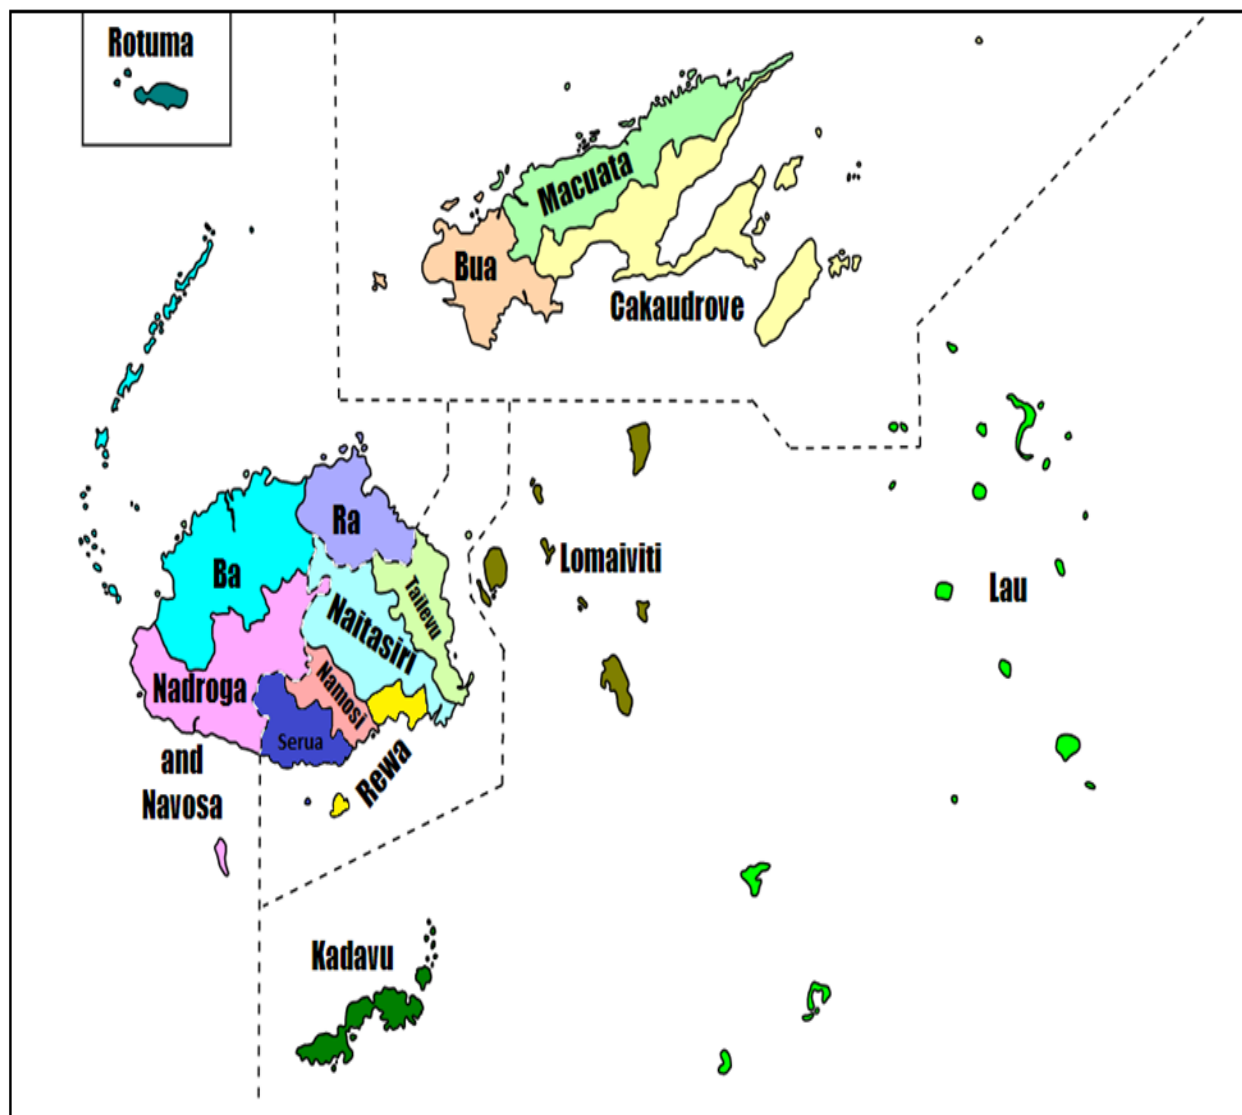 Rotuma
Macuata
Bua
Cakaudrove
Ra
Ba
Tailevu
Lomaiviti
Lau
Naitasiri
Nadroga
Namosi
Serua
and
Navosa
Rewa
Kadavu